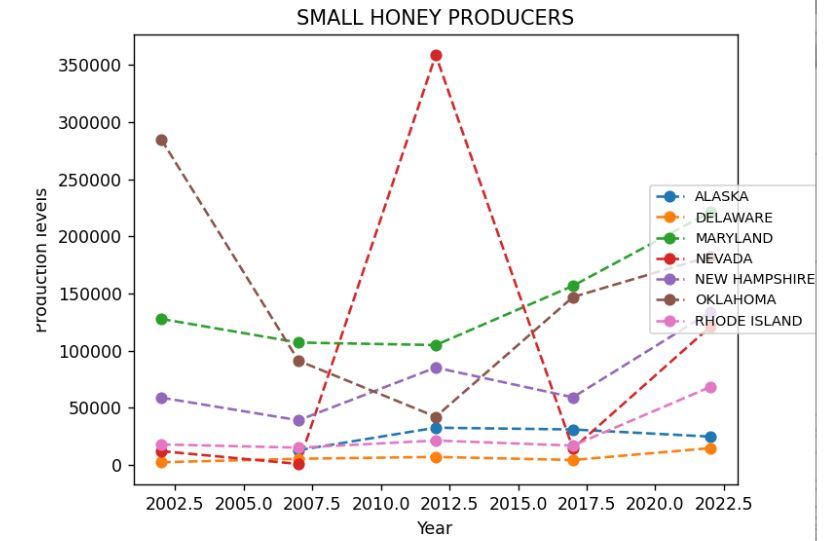 SMALL HONEY PRODUCERS
350000
300000
250000
200000
150000
100000
50000
0
Production levels
ALASKA
DELAWARE
MARYLAND
NEVADA
NEW HAMPSHIRE
OKLAHOMA
RHODE ISLAND
2002.5 2005.0 2007.5 2010.0 2012.5 2015.0 2017.5 2020.0 2022.5
Year